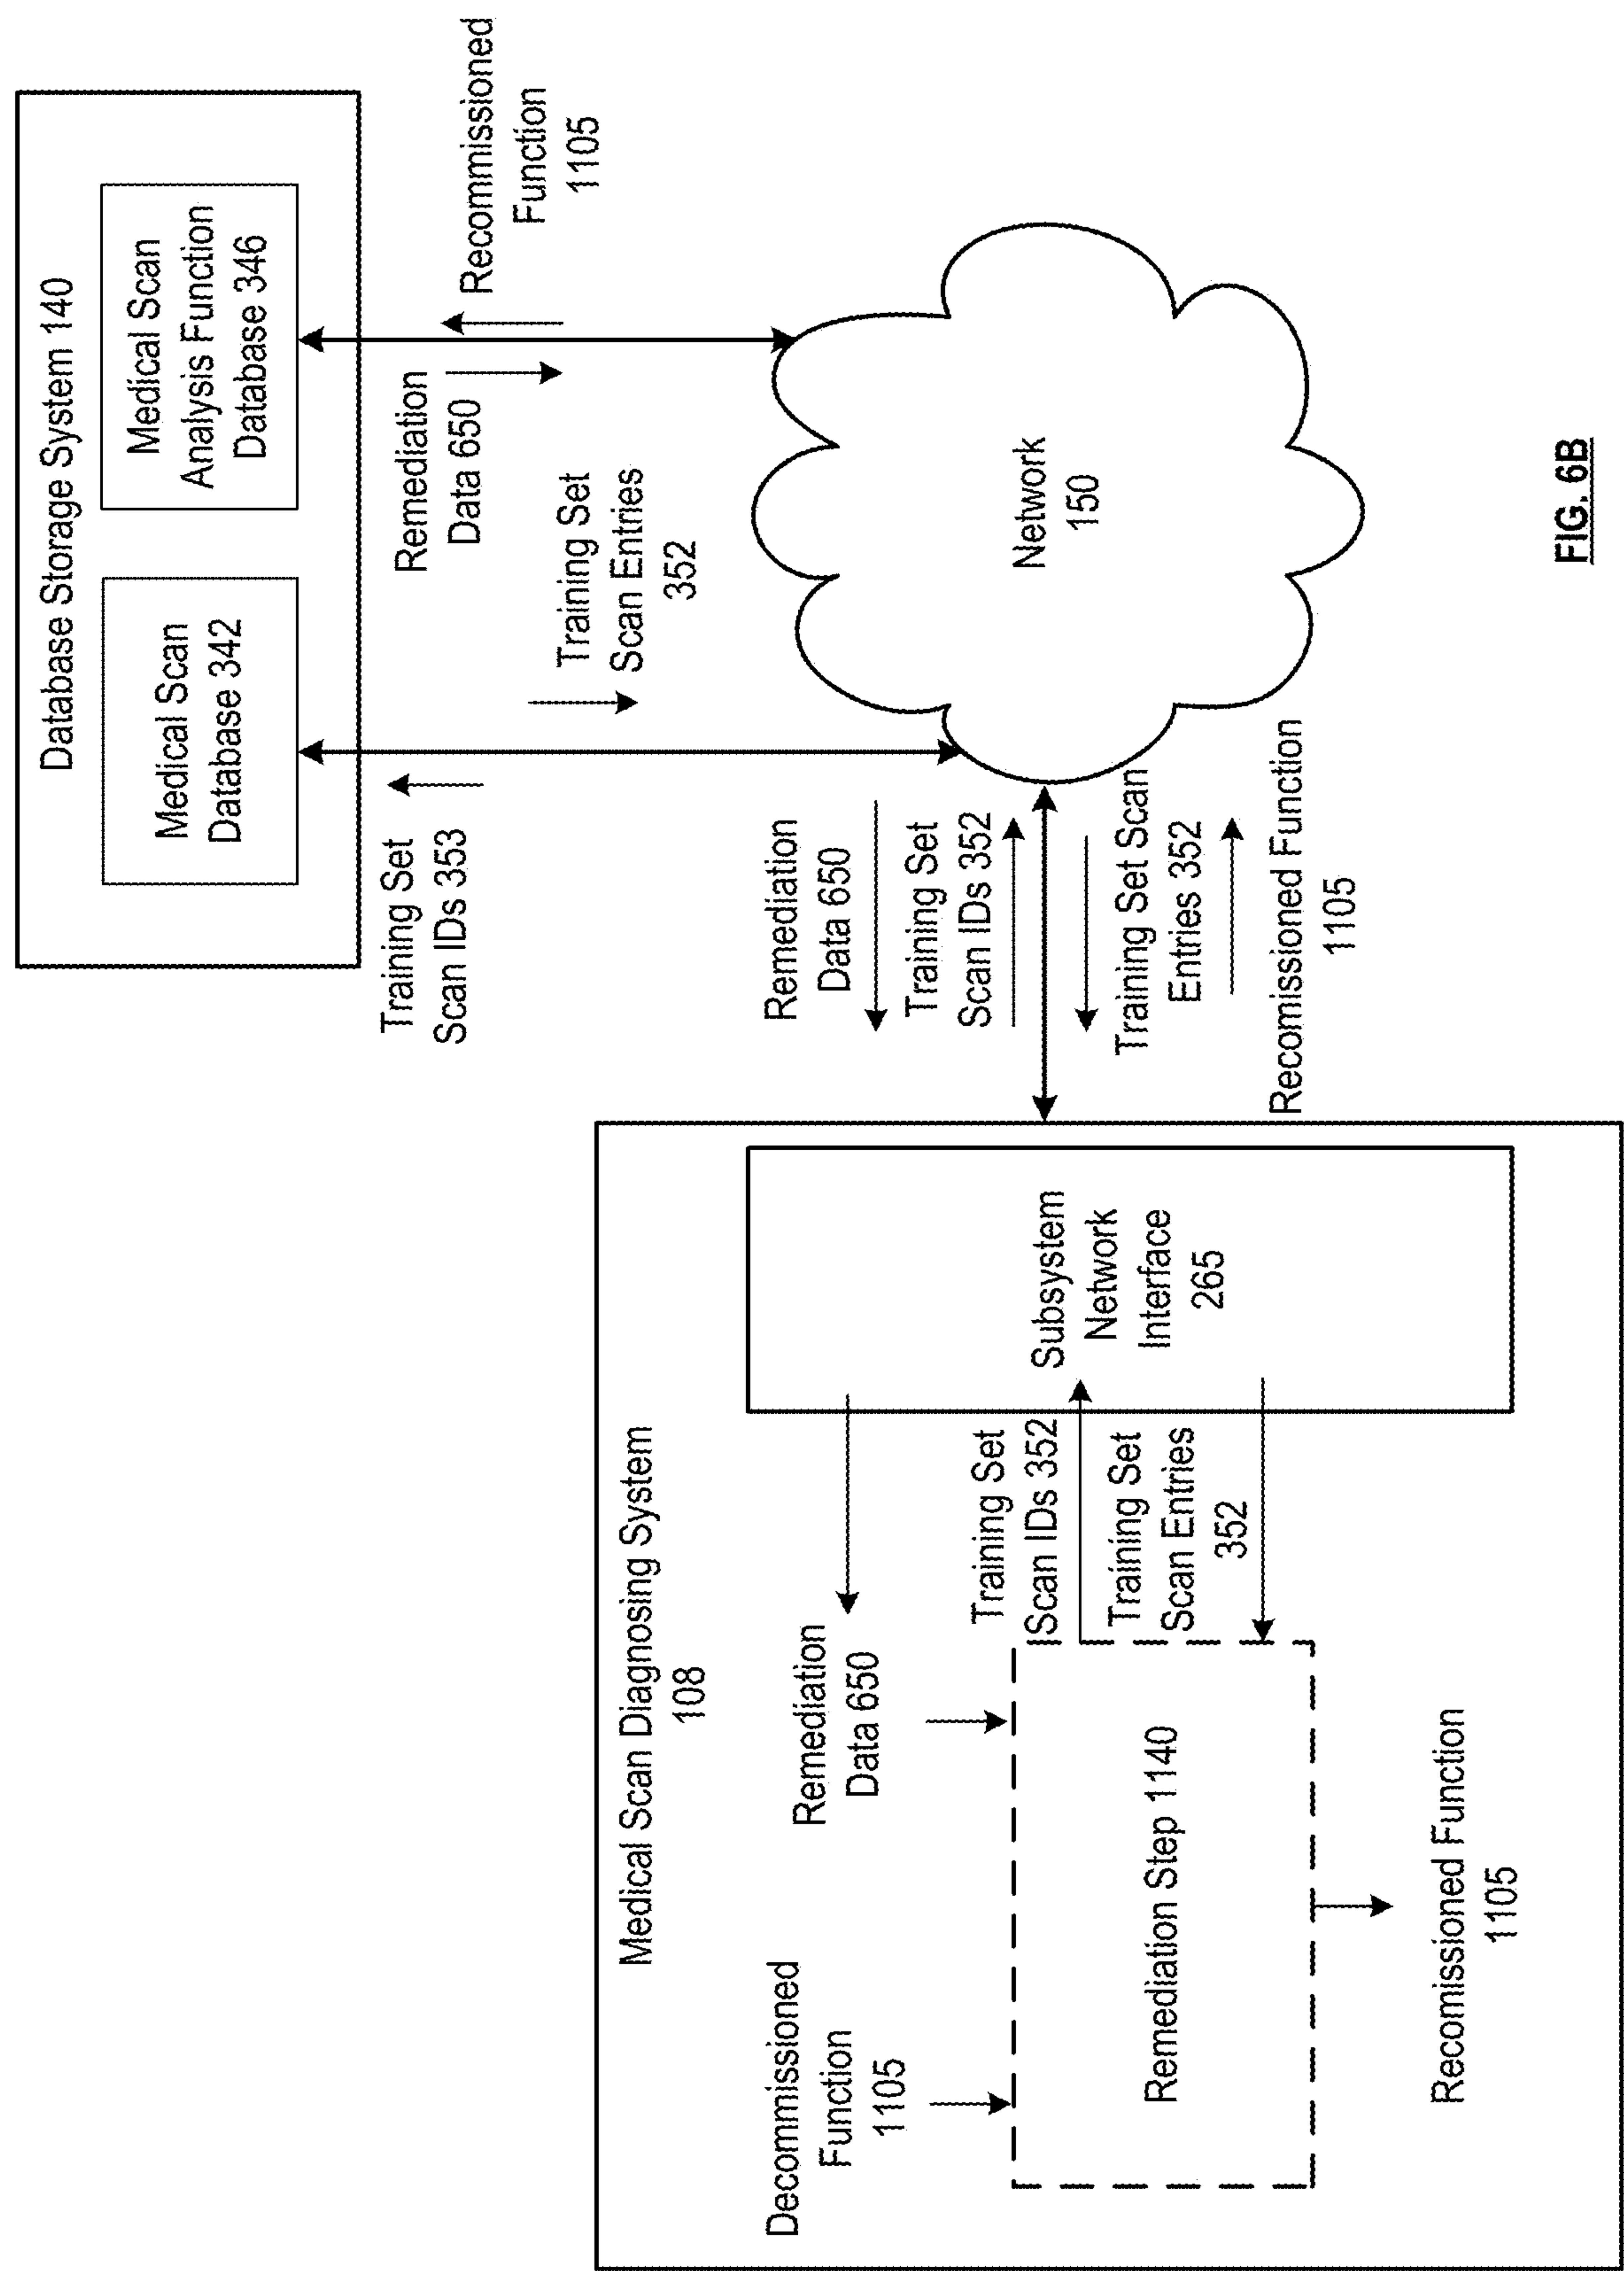 Database Storage System 140
Medical Scan
Database 342
Medical Scan
Analysis Function
Database 346
Training Set
Scan IDs 353
Training Set
Scan Entries
352
Remediation
Data 650
Recommissioned
Function
1105
Network
150
Remediation
Data 650
Training Set
Scan IDs 352
Training Set Scan
Entries 352
Recomissioned Function
1105
Medical Scan Diagnosing System
108
Subsystem
Network
Interface
265
Decommissioned
Function
1105
Remediation
Data 650
Training Set
Scan IDs 352
Training Set
Scan Entries
352
Remediation Step 1140
Recomissioned Function
1105
FIG. 6B